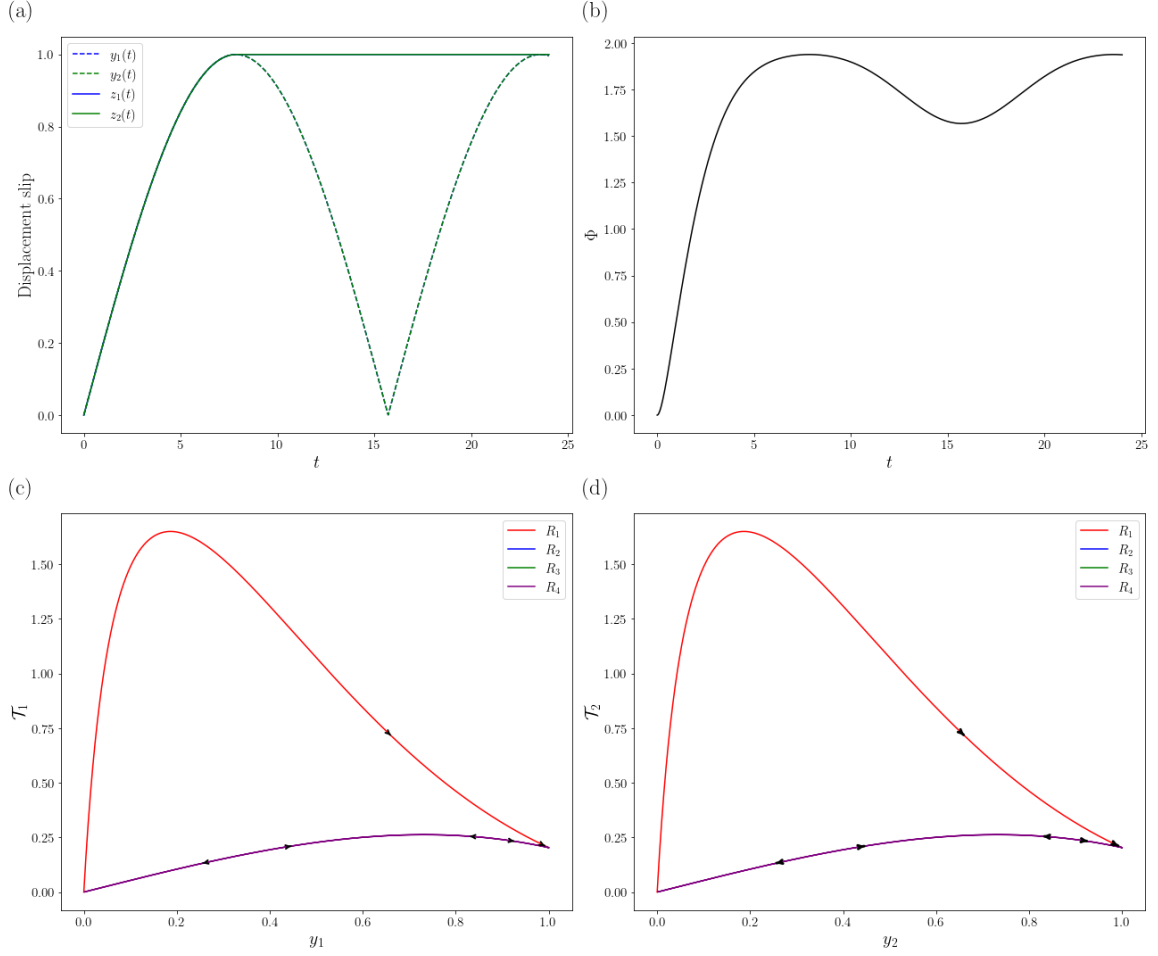 (a)
1.0
0.8
0.6
0.4
0.2
0.0
Displacement slip
y₁(t)
y₂(t)
z₁(t)
z₂(t)
0 5 10 15 20 25
t
(b)
2.00
1.75
1.50
1.25
1.00
0.75
0.50
0.25
0.00
Φ
0 5 10 15 20 25
t
(c)
1.50
1.25
1.00
0.75
0.50
0.25
0.00
𝒯₁
R₁
R₂
R₃
R₄
0.0 0.2 0.4 0.6 0.8 1.0
y₁
(d)
1.50
1.25
1.00
0.75
0.50
0.25
0.00
𝒯₂
R₁
R₂
R₃
R₄
0.0 0.2 0.4 0.6 0.8 1.0
y₂